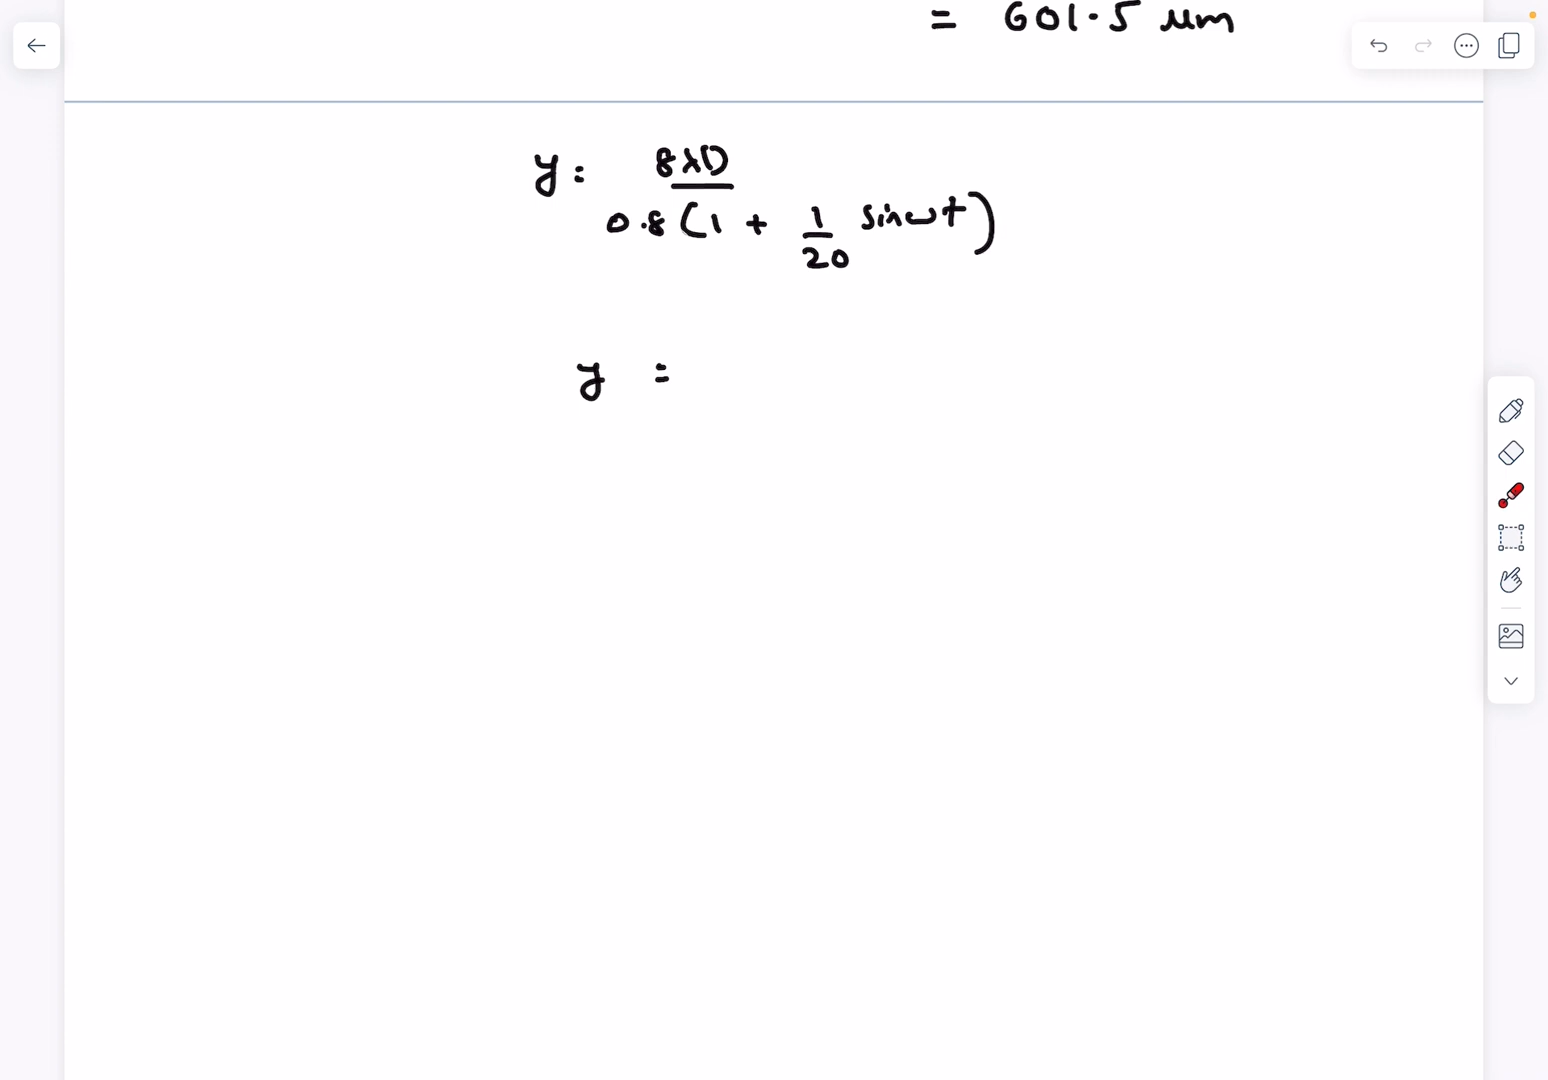 = 601.5 μm
y = 8λD / 0.8 (1 + 1/20 sinωt)
y =